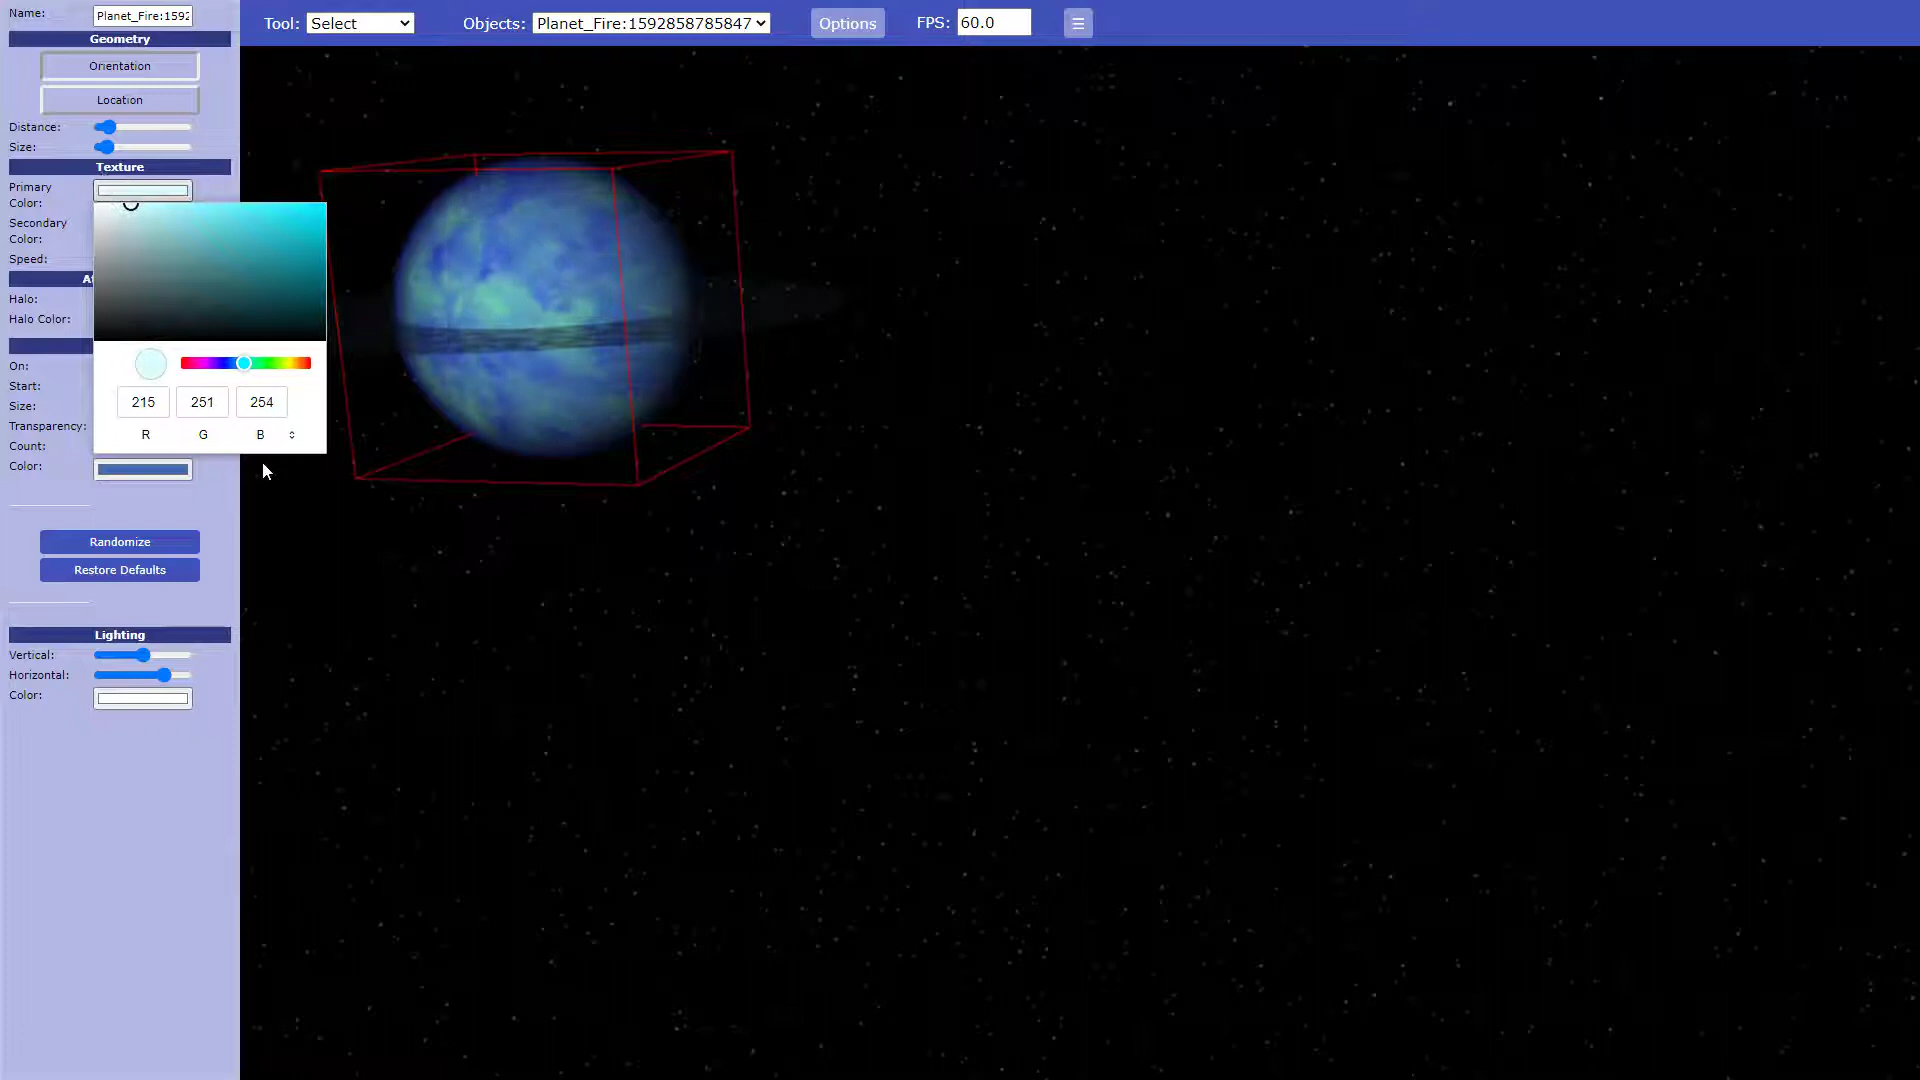 Name: Planet_Fire:1592
Tool: Select Objects: Planet_Fire:1592858785847 Options FPS: 60.0 ☰
Geometry
Orientation
Location
Distance:
Size:
Texture
Primary
Color:
Secondary
Color:
Speed:
Halo:
Halo Color:
On:
Start:
Size:
Transparency:
Count:
Color:
215 251 254
R G B
Randomize
Restore Defaults
Lighting
Vertical:
Horizontal:
Color: